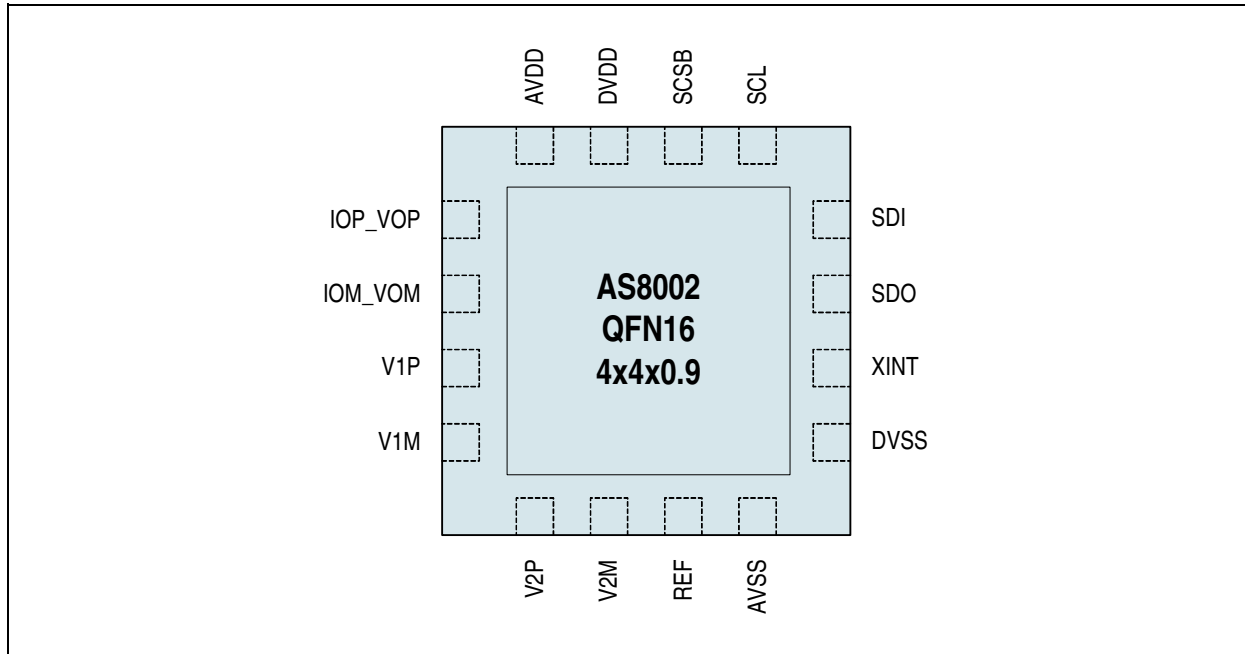 AVDD
DVDD
SCSB
SCL
IOP_VOP
IOM_VOM
V1P
V1M
AS8002
QFN16
4x4x0.9
SDI
SDO
XINT
DVSS
V2P
V2M
REF
AVSS